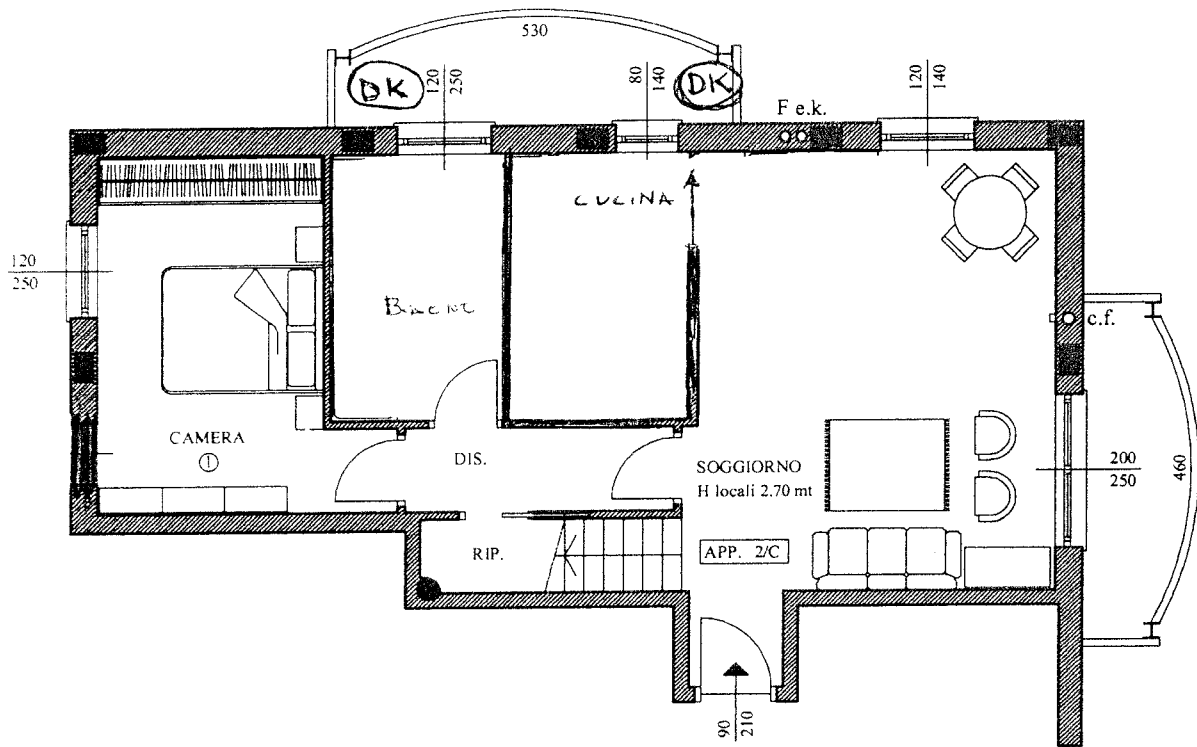 530
DK
120
250
80
140
DK
120
140
F e.k.
CUCINA
120
250
Bagno
c.f.
CAMERA
1
DIS.
SOGGIORNO
H locali 2.70 mt
200
250
460
RIP.
APP. 2/C
90
210